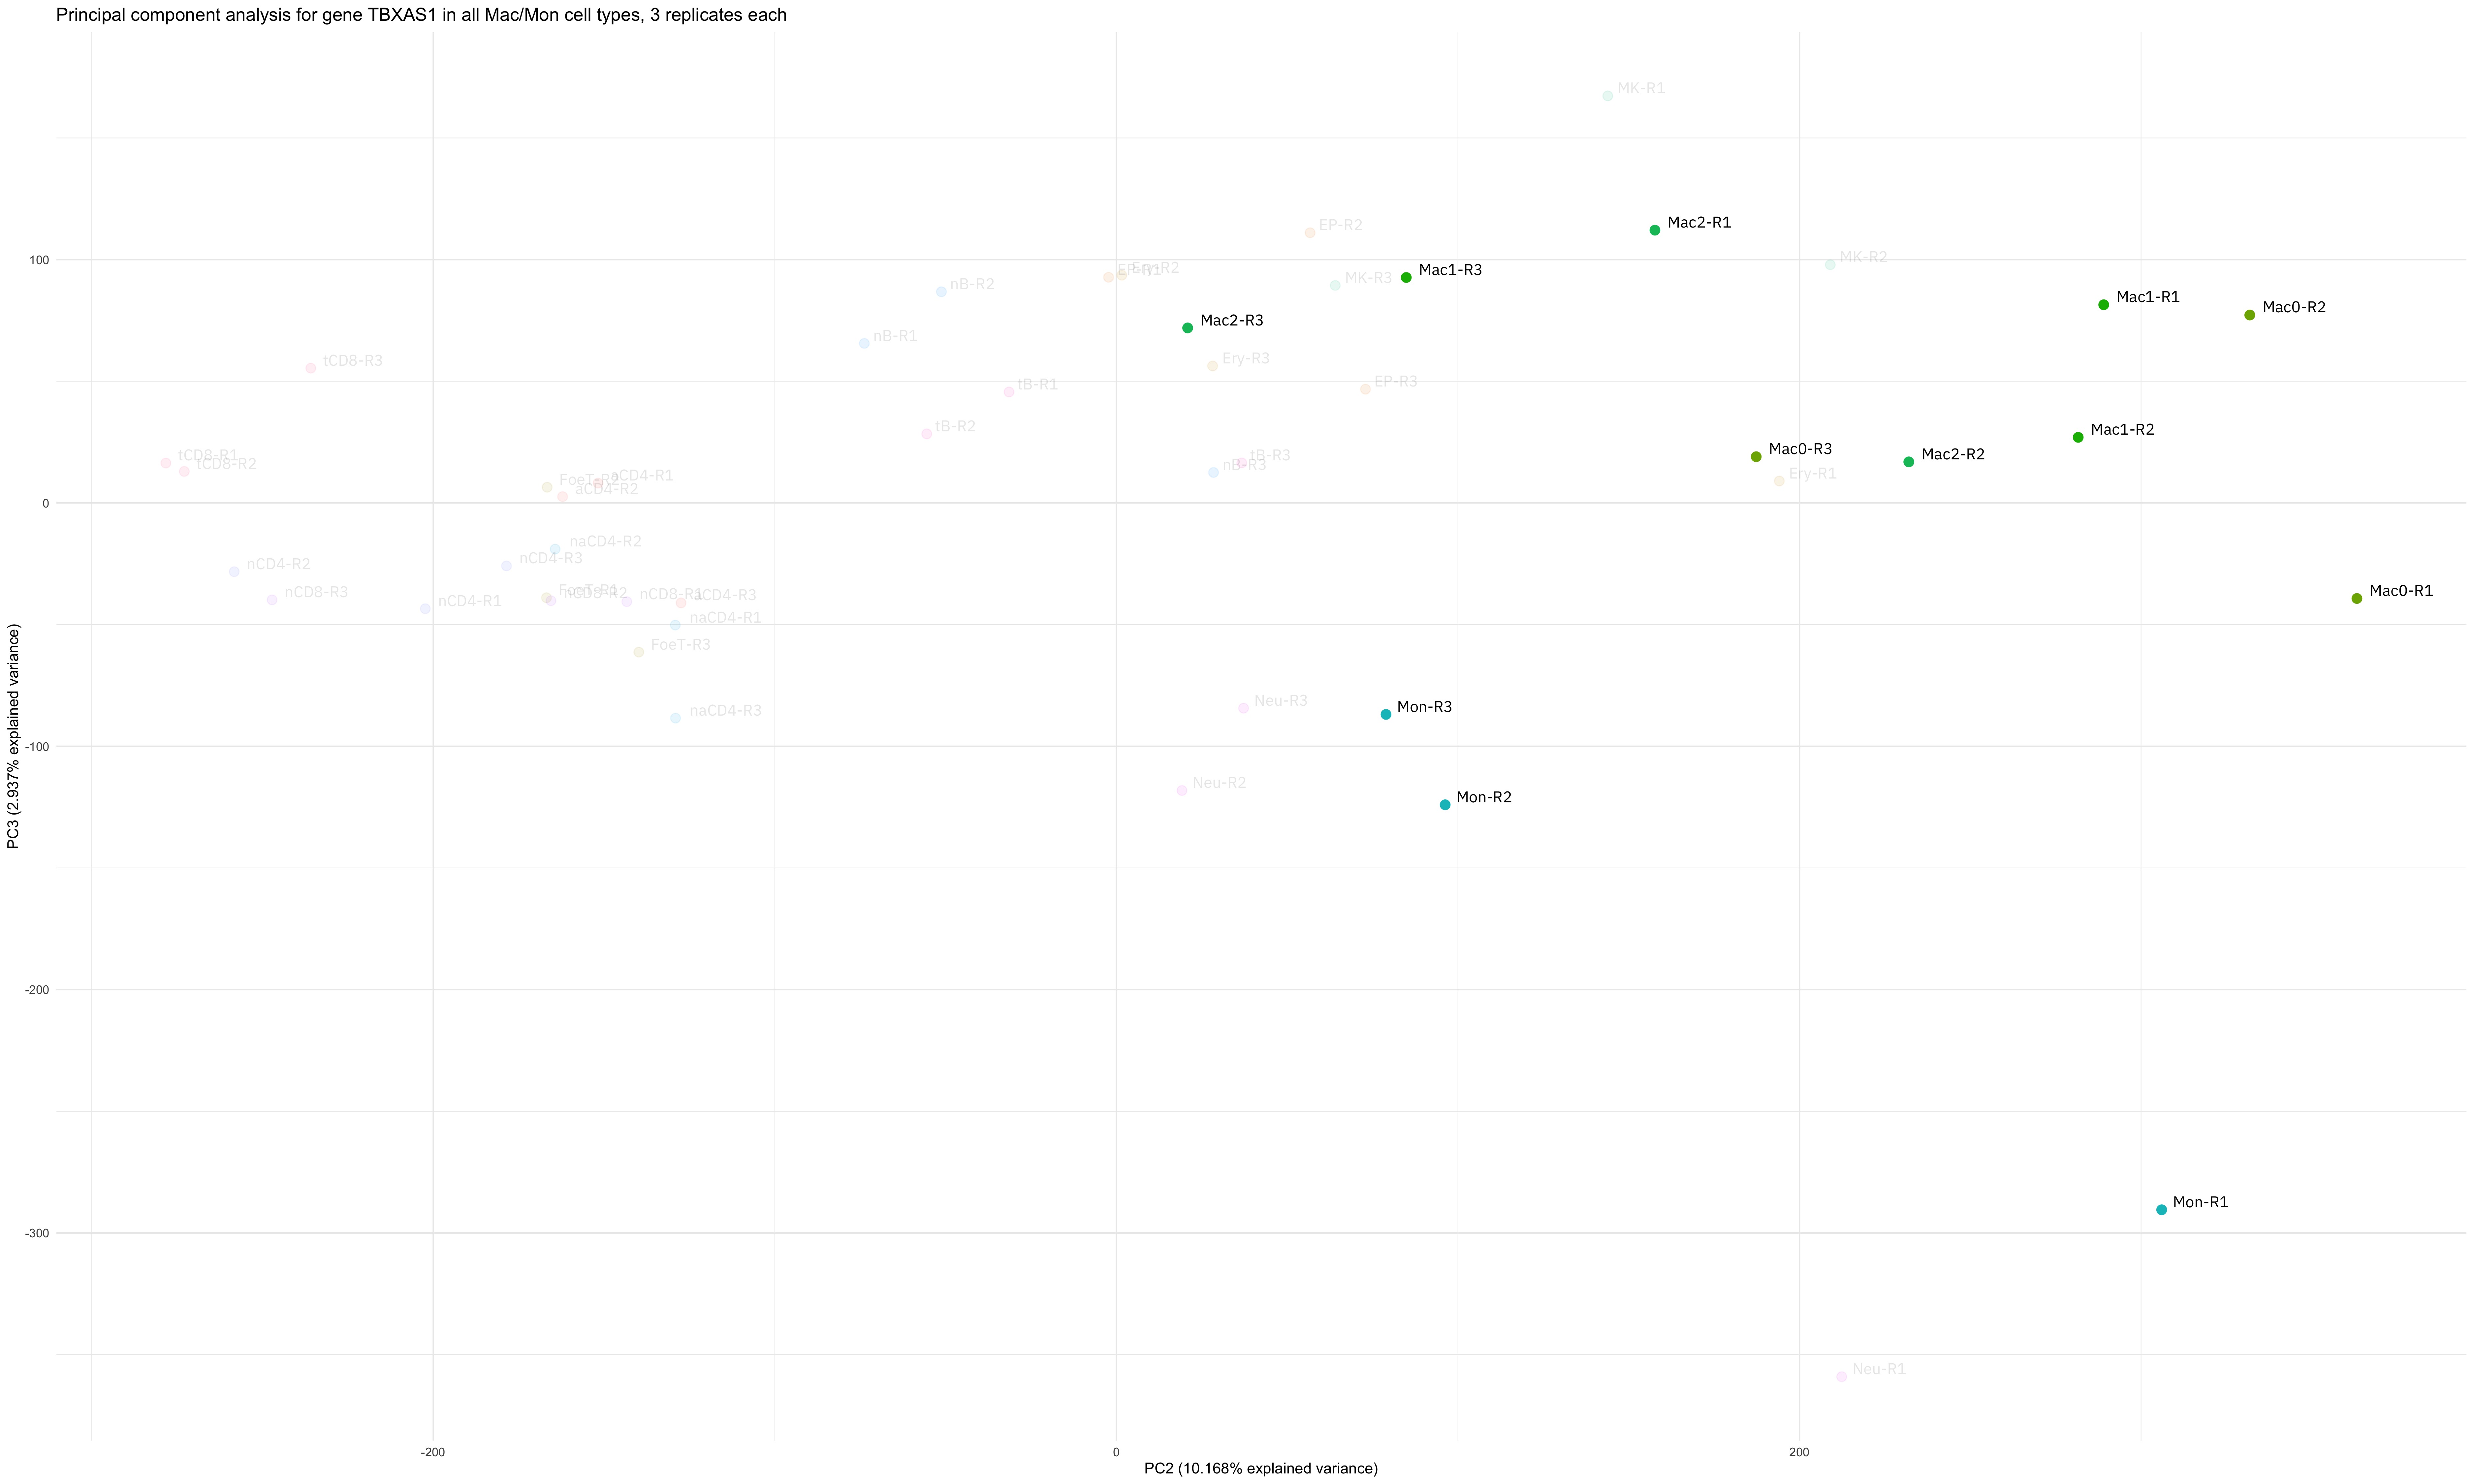 Principal component analysis for gene TBXAS1 in all Mac/Mon cell types, 3 replicates each
MK-R1
Mac2-R1
EP-R2
MK-R2
100
EP-R1
Ery-R2
Mac1-R3
MK-R3
nB-R2
Mac1-R1
Mac0-R2
Mac2-R3
nB-R1
tCD8-R3
Ery-R3
EP-R3
tB-R1
tB-R2
Mac1-R2
tCD8-R1
tCD8-R2
tB-R3
nB-R3
Mac0-R3
Mac2-R2
Ery-R1
FoeT-R2
aCD4-R1
aCD4-R2
0
naCD4-R2
nCD4-R3
nCD4-R2
nCD8-R3
nCD4-R1
FoeT-R1
nCD8-R2
nCD8-R1
aCD4-R3
Mac0-R1
naCD4-R1
FoeT-R3
Neu-R3
Mon-R3
naCD4-R3
-100
Neu-R2
Mon-R2
PC3 (2.937% explained variance)
-200
Mon-R1
-300
Neu-R1
-200
0
200
PC2 (10.168% explained variance)